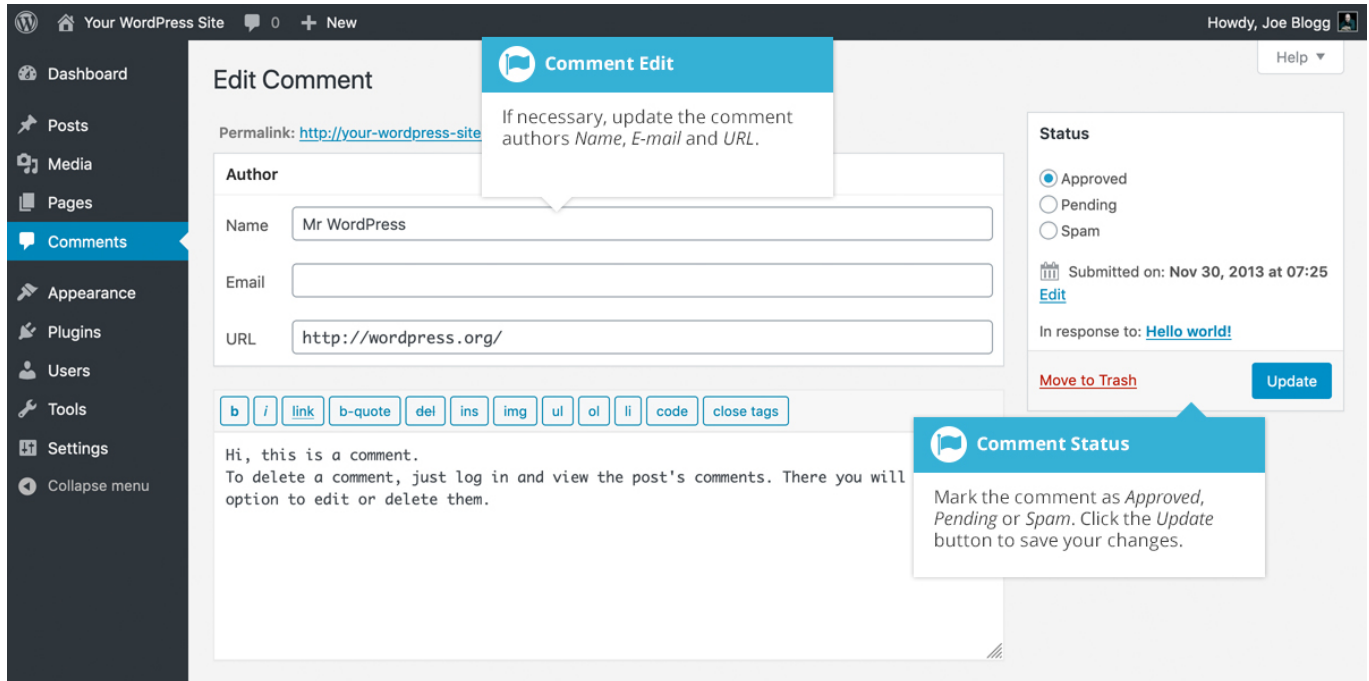 Your WordPress Site 0 + New Howdy, Joe Blogg
Help ▼
Dashboard
Posts
Media
Pages
Comments
Appearance
Plugins
Users
Tools
Settings
Collapse menu
Edit Comment
Permalink: http://your-wordpress-site
Comment Edit
If necessary, update the comment
authors Name, E-mail and URL.
Author
Name Mr WordPress
Email
URL http://wordpress.org/
b i link b-quote del ins img ul ol li code close tags
Hi, this is a comment.
To delete a comment, just log in and view the post's comments. There you will
option to edit or delete them.
Status
Approved
Pending
Spam
Submitted on: Nov 30, 2013 at 07:25
Edit
In response to: Hello world!
Move to Trash Update
Comment Status
Mark the comment as Approved,
Pending or Spam. Click the Update
button to save your changes.